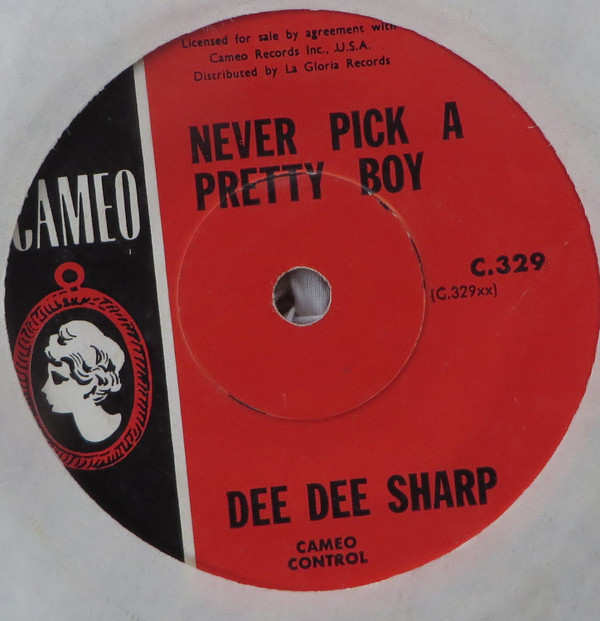 Licensed for sale by agreement with
Cameo Records Inc., U.S.A.
Distributed by La Gloria Records
NEVER PICK A
PRETTY BOY
CAMEO
C.329
(C.329xx)
DEE DEE SHARP
CAMEO
CONTROL